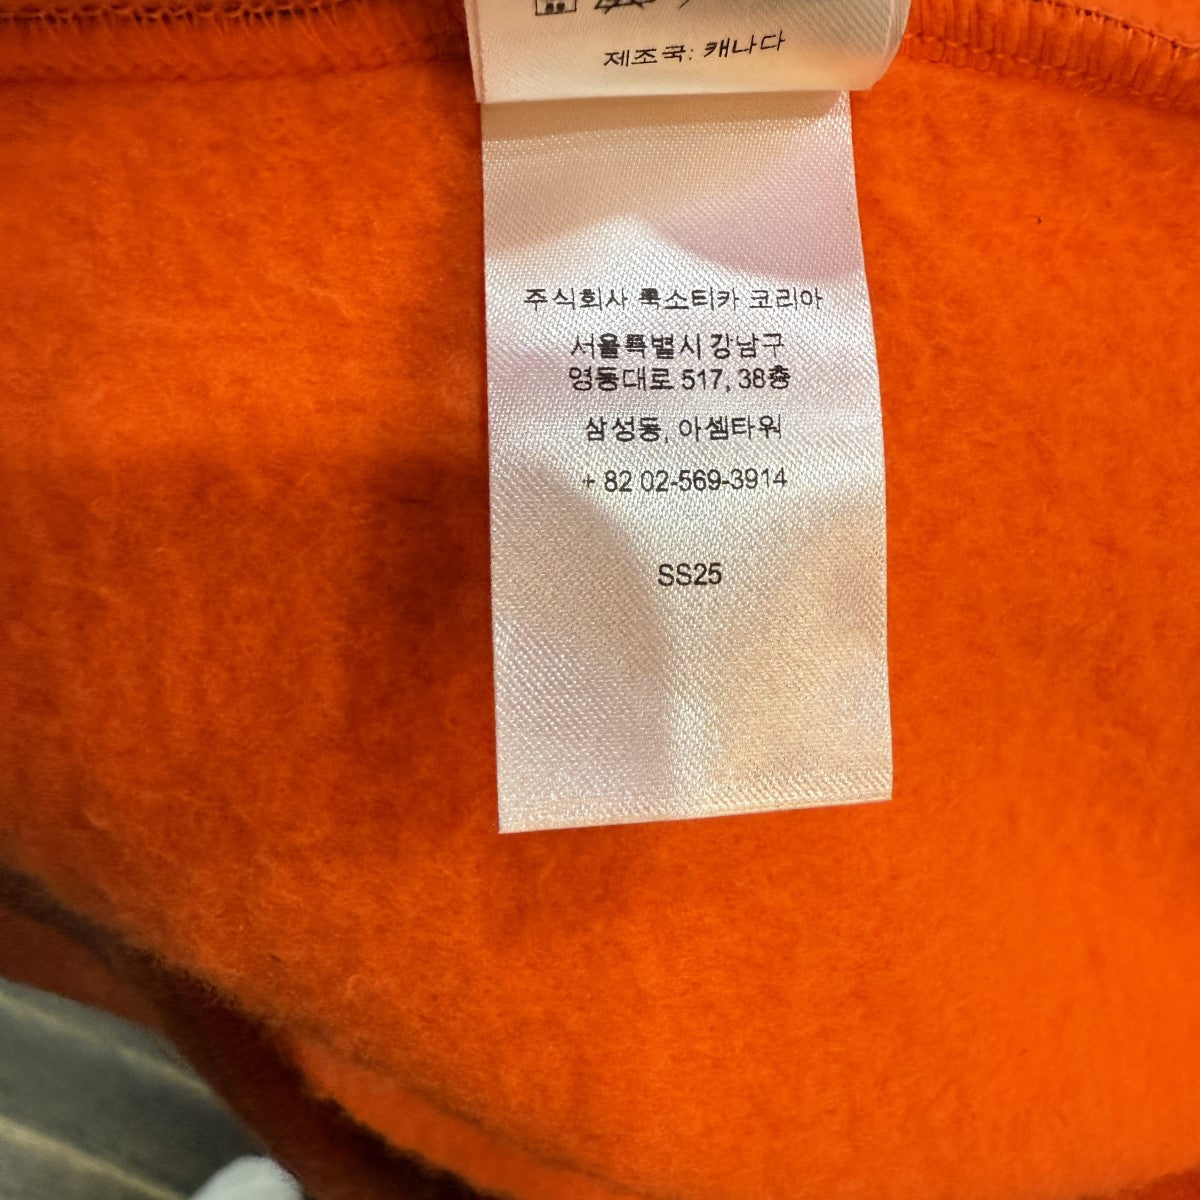 제조국: 캐나다
주식회사 룩소티카 코리아
서울특별시 강남구
영동대로 517, 38층
삼성동, 아셈타워
+ 82 02-569-3914
SS25